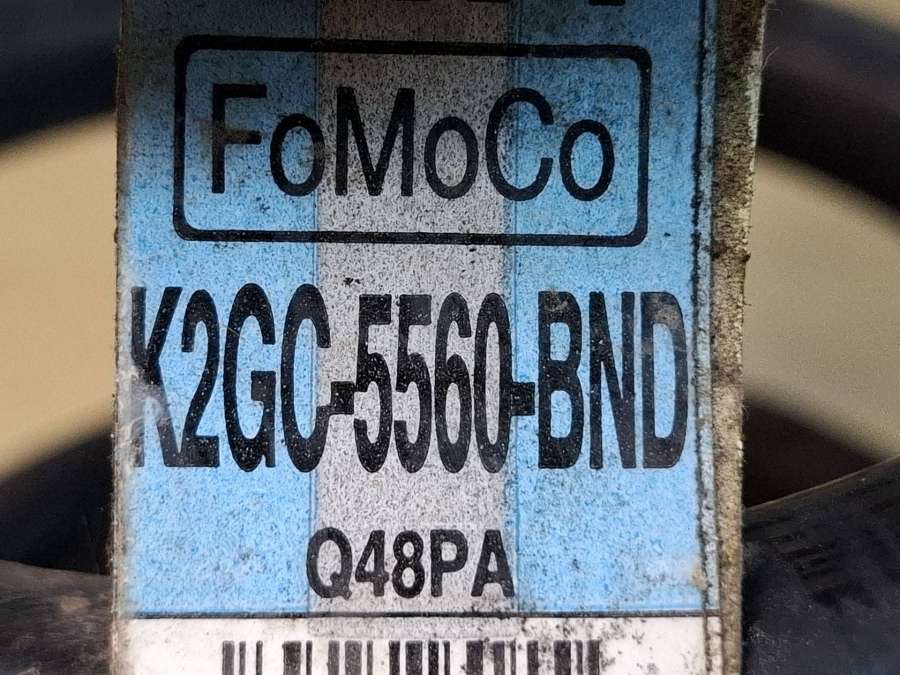 FoMoCo
K2GC-5560-BND
Q48PA